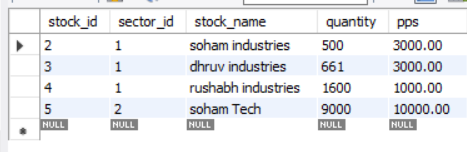 stock_id sector_id stock_name quantity pps
2 1 soham industries 500 3000.00
3 1 dhruv industries 661 3000.00
4 1 rushabh industries 1600 1000.00
5 2 soham Tech 9000 10000.00
NULL NULL NULL NULL NULL